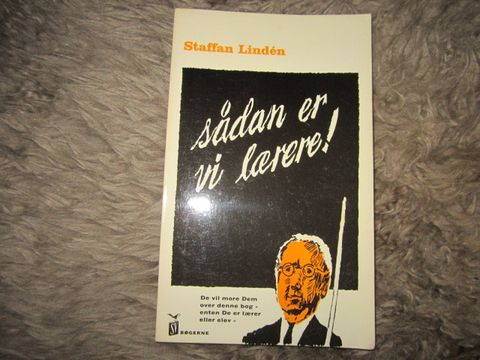 Staffan Lindén
sådan er
vi lærere!
De vil more Dem
over denne bog -
enten De er lærer
eller elev -
BØGERNE